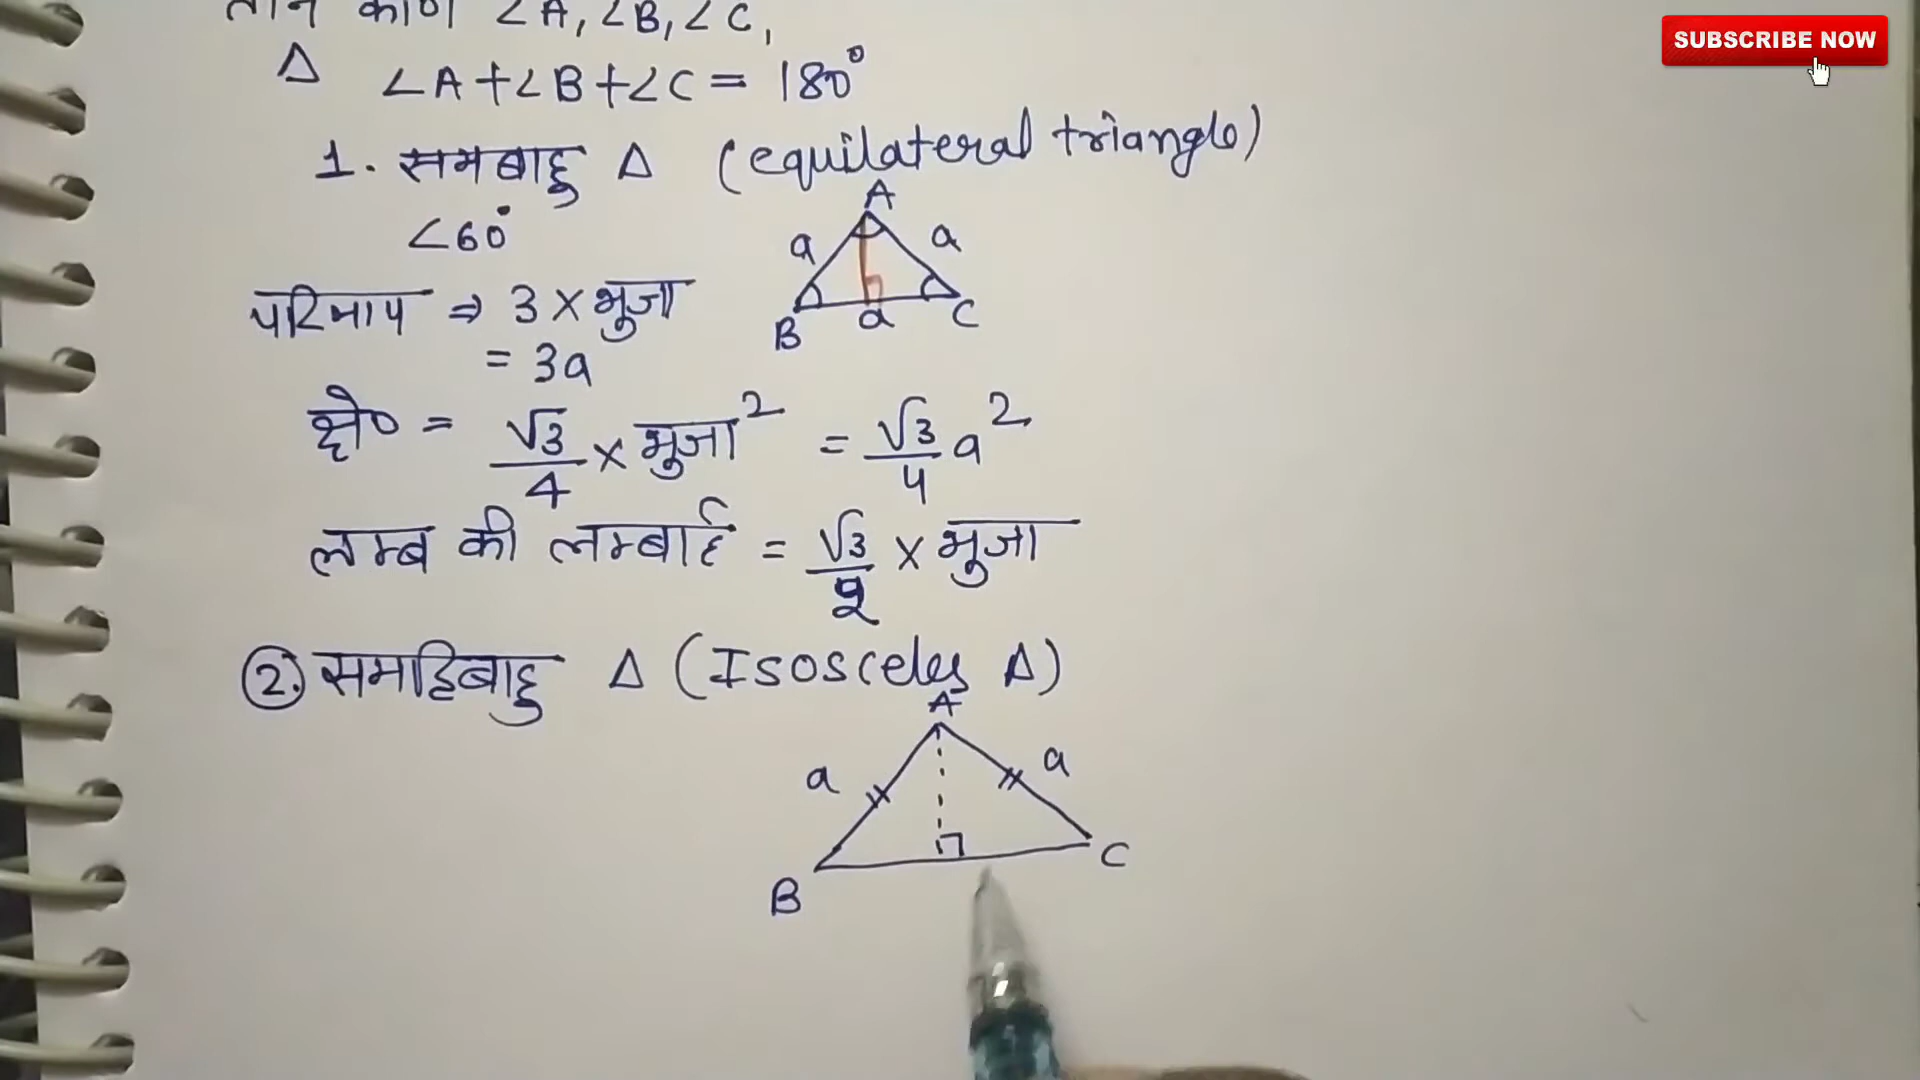 तीन कोण ∠A, ∠B, ∠C,
SUBSCRIBE NOW
Δ ∠A+∠B+∠C = 180°
1. समबाहु Δ (equilateral triangle)
A
∠60°
a a
परिमाप ⇒ 3 × भुजा
B a C
= 3a
क्षे० = √3/4 × भुजा² = √3/4 a²
लम्ब की लम्बाई = √3/2 × भुजा
2. समद्विबाहु Δ (Isosceles Δ)
A
a a
B C